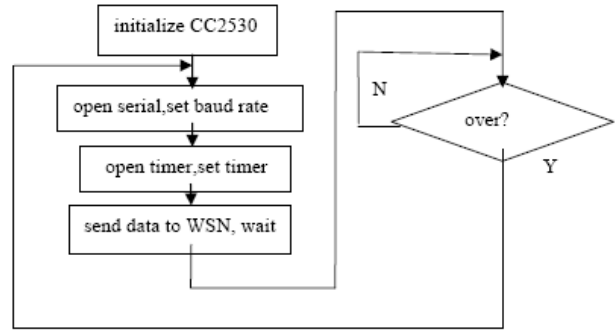 initialize CC2530
open serial,set baud rate
open timer,set timer
send data to WSN, wait
N
over?
Y